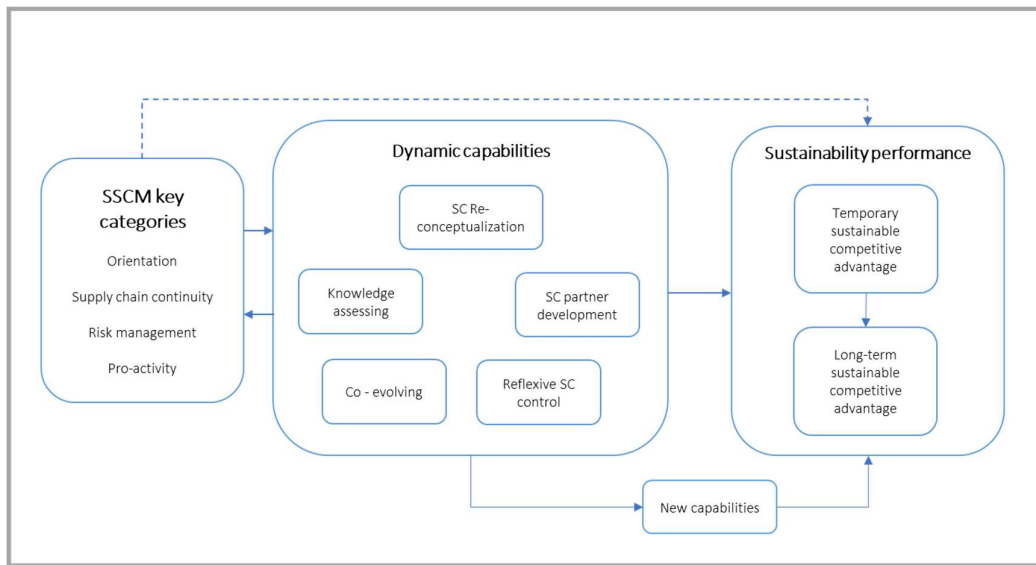 Dynamic capabilities
Sustainability performance
SSCM key
categories
Orientation
Supply chain continuity
Risk management
Pro-activity
SC Re-
conceptualization
Knowledge
assessing
SC partner
development
Co - evolving
Reflexive SC
control
Temporary
sustainable
competitive
advantage
Long-term
sustainable
competitive
advantage
New capabilities